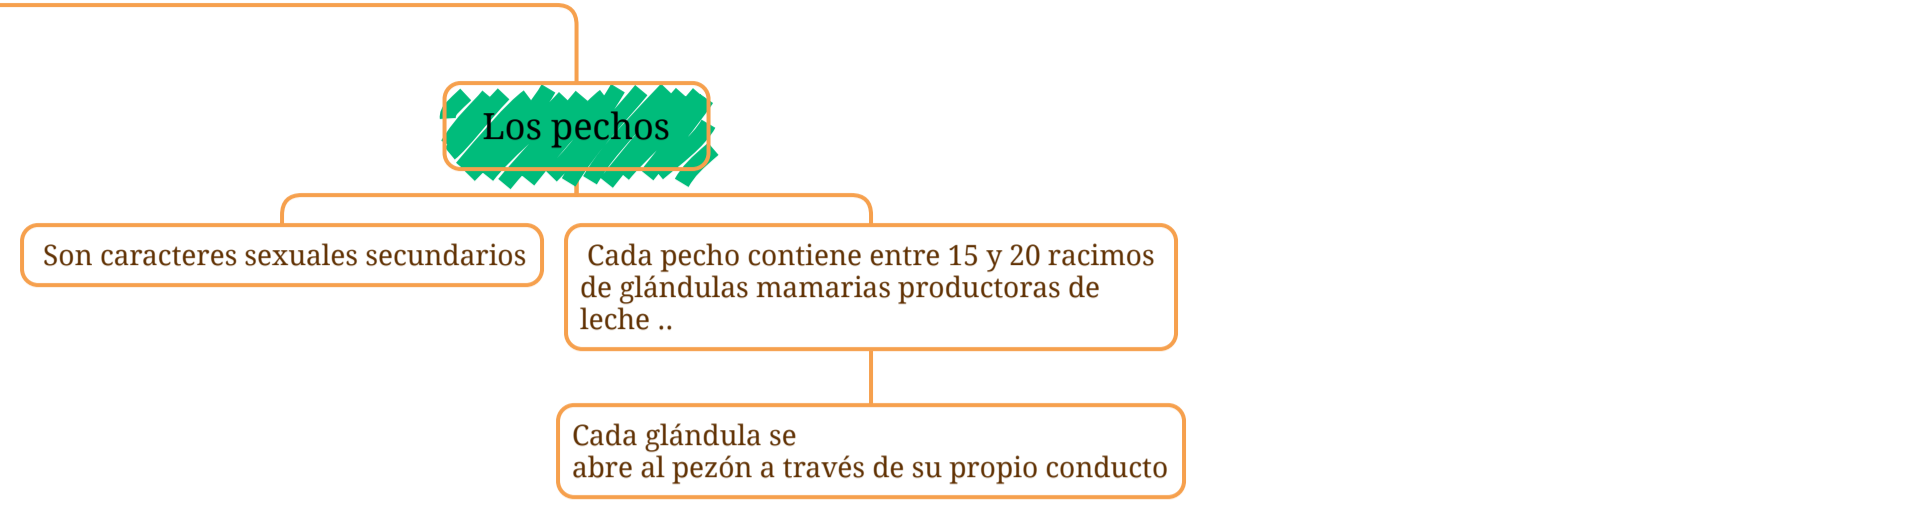 Los pechos
Son caracteres sexuales secundarios
Cada pecho contiene entre 15 y 20 racimos
de glándulas mamarias productoras de
leche ..
Cada glándula se
abre al pezón a través de su propio conducto